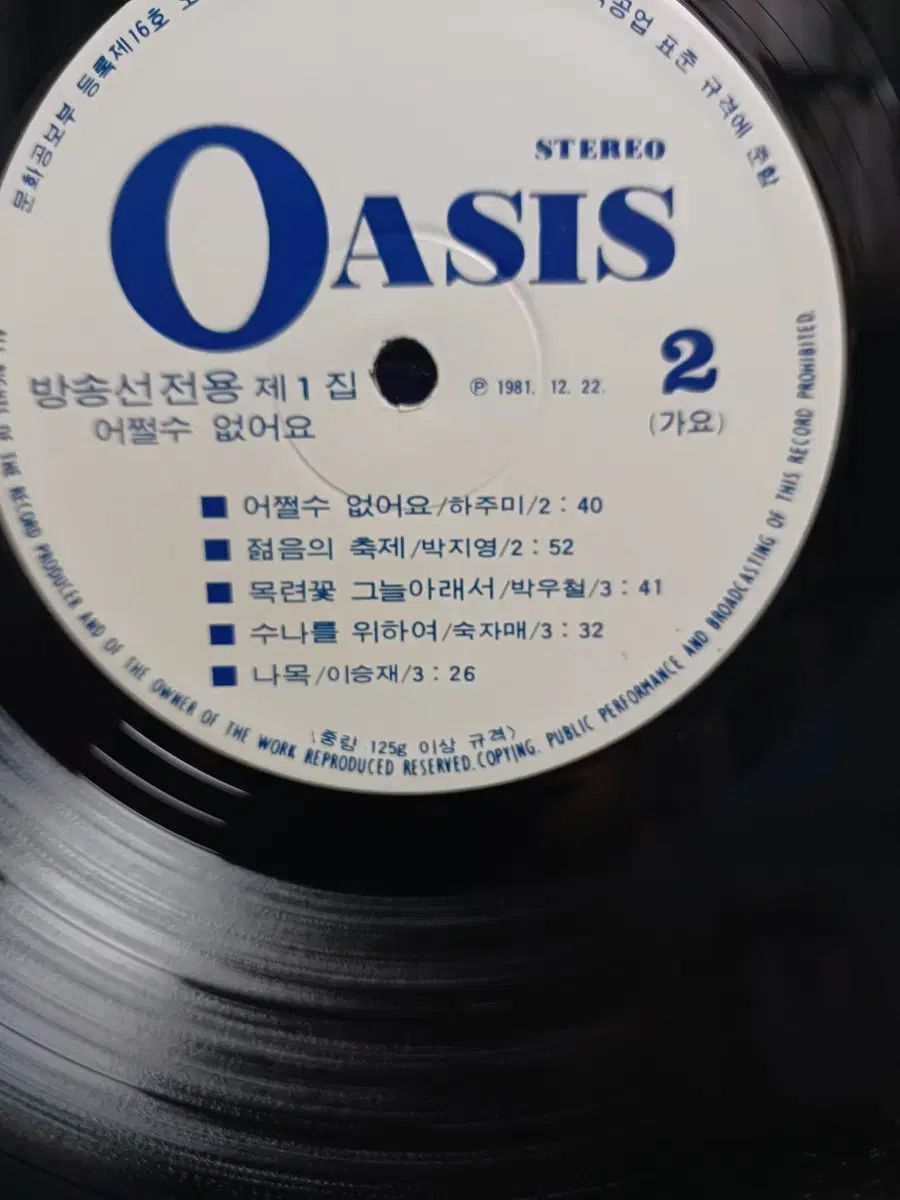 문화공보부 등록제16호
공업 표준 규격에 준함
STEREO
OASIS
방송선전용 제 1 집
어쩔수 없어요
℗ 1981. 12. 22.
2
(가요)
■ 어쩔수 없어요/하주미/2 : 40
■ 젊음의 축제/박지영/2 : 52
■ 목련꽃 그늘아래서/박우철/3 : 41
■ 수나를 위하여/숙자매/3 : 32
■ 나목/이승재/3 : 26
〈중량 125g 이상 규격〉
THE RECORD PRODUCER AND OF THE OWNER OF THE WORK REPRODUCED RESERVED. COPYING. PUBLIC PERFORMANCE AND BROADCASTING OF THIS RECORD PROHIBITED.